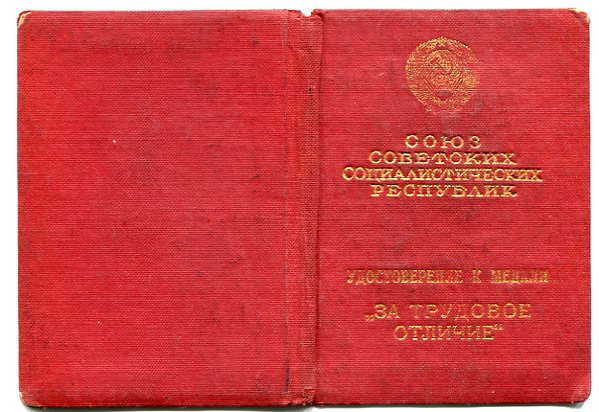 СОЮЗ
СОВЕТСКИХ
СОЦИАЛИСТИЧЕСКИХ
РЕСПУБЛИК
УДОСТОВЕРЕНИЕ К МЕДАЛИ
„ЗА ТРУДОВОЕ
ОТЛИЧИЕ“